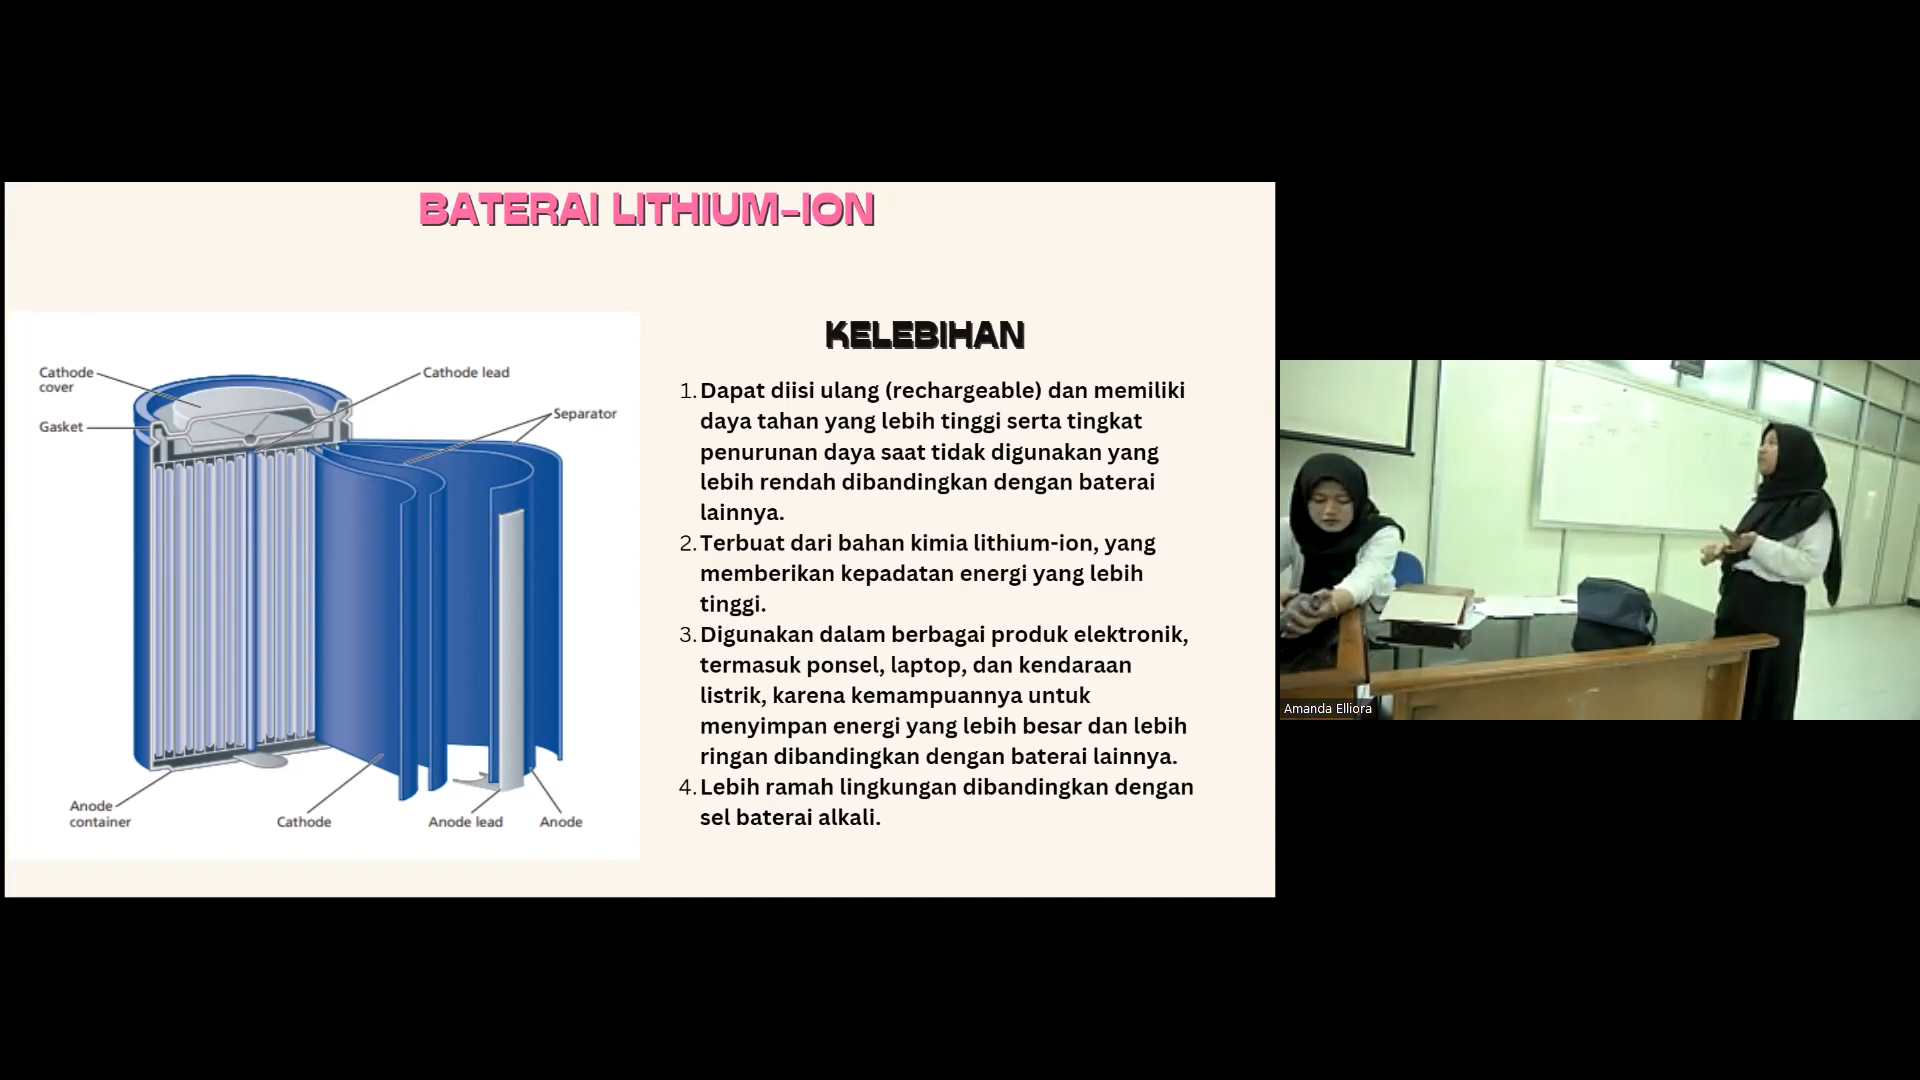 BATERAI LITHIUM-ION
Cathode
cover
Gasket
Cathode lead
Separator
Anode
container
Cathode
Anode lead
Anode
KELEBIHAN
1. Dapat diisi ulang (rechargeable) dan memiliki
daya tahan yang lebih tinggi serta tingkat
penurunan daya saat tidak digunakan yang
lebih rendah dibandingkan dengan baterai
lainnya.
2. Terbuat dari bahan kimia lithium-ion, yang
memberikan kepadatan energi yang lebih
tinggi.
3. Digunakan dalam berbagai produk elektronik,
termasuk ponsel, laptop, dan kendaraan
listrik, karena kemampuannya untuk
menyimpan energi yang lebih besar dan lebih
ringan dibandingkan dengan baterai lainnya.
4. Lebih ramah lingkungan dibandingkan dengan
sel baterai alkali.
Amanda Elliora